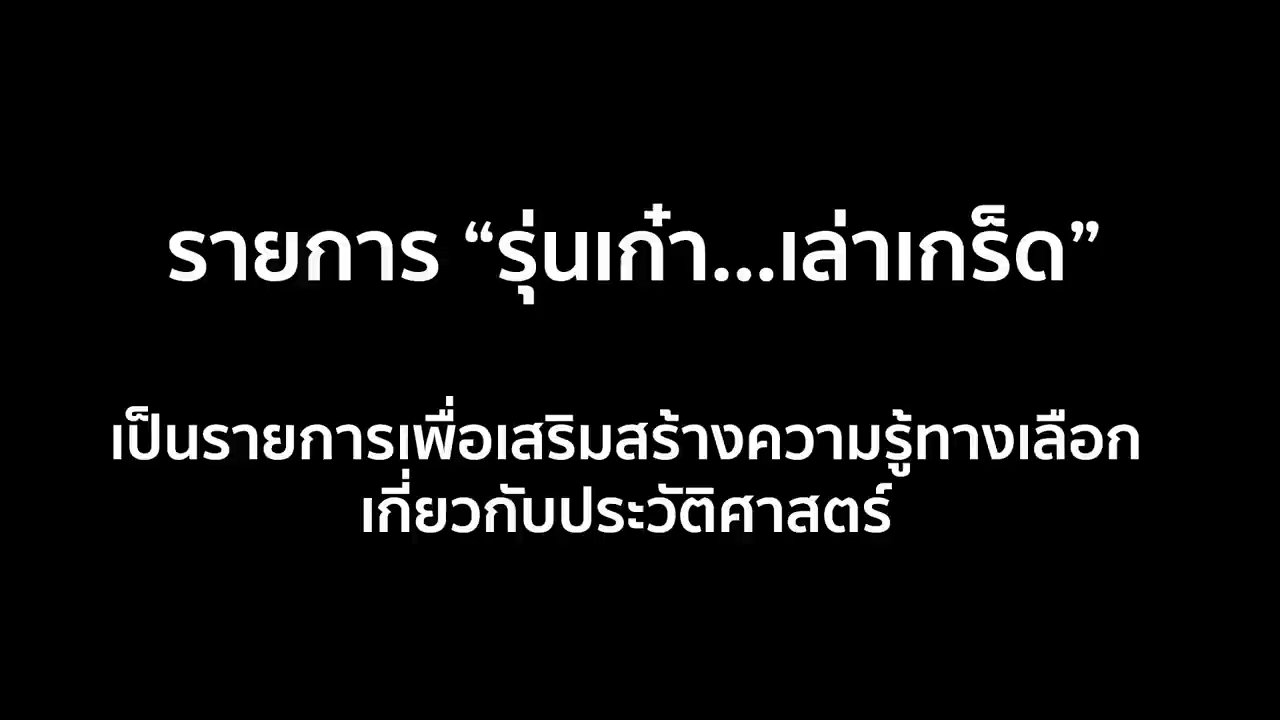 รายการ “รุ่นเก๋า...เล่าเกร็ด”
เป็นรายการเพื่อเสริมสร้างความรู้ทางเลือก
เกี่ยวกับประวัติศาสตร์